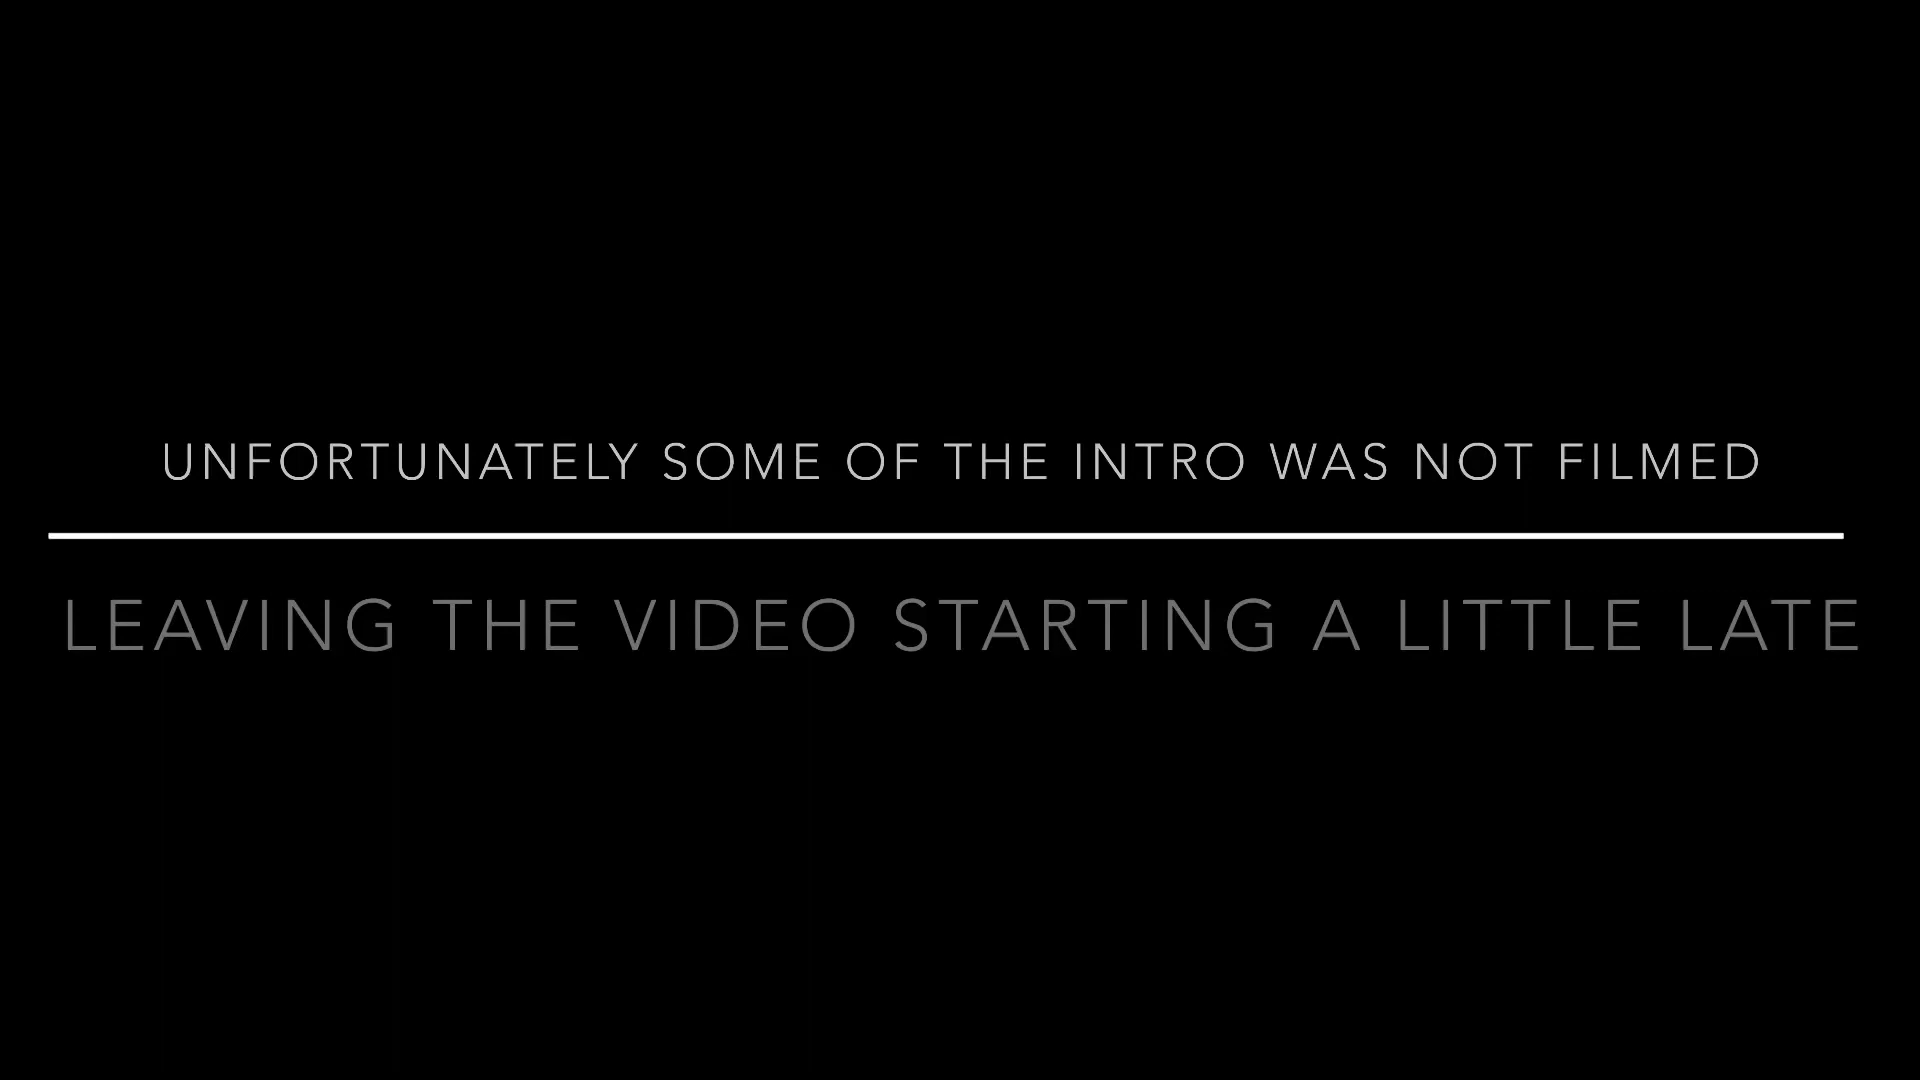 UNFORTUNATELY SOME OF THE INTRO WAS NOT FILMED
LEAVING THE VIDEO STARTING A LITTLE LATE